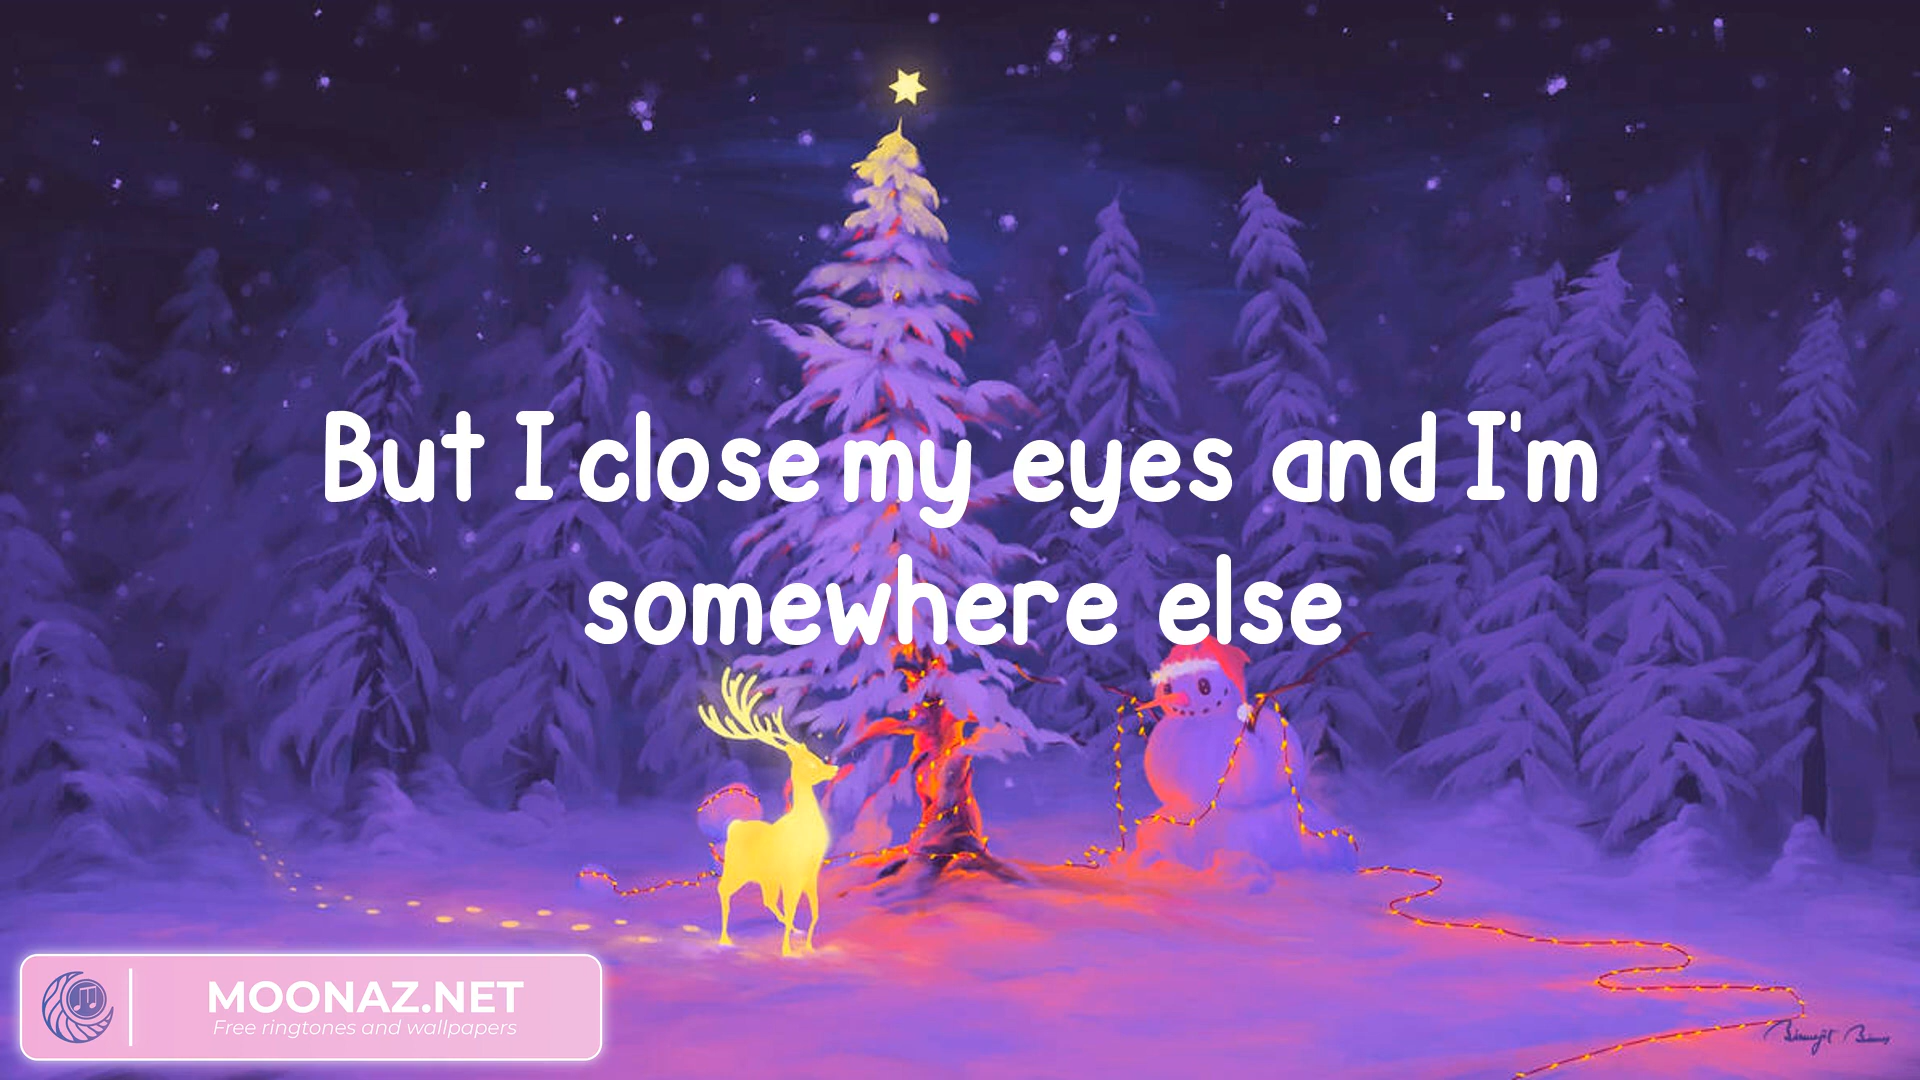 But I close my eyes and I'm
somewhere else
MOONAZ.NET
Free ringtones and wallpapers